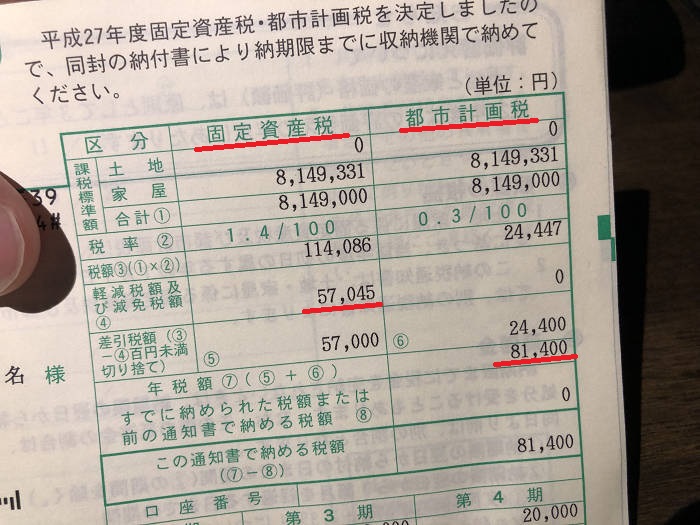 平成27年度固定資産税・都市計画税を決定しましたの
で、同封の納付書により納期限までに収納機関で納めて
ください。
(単位:円)
区分 固定資産税 都市計画税
課税標準額 土地 0 0
家屋 8,149,331 8,149,331
合計① 8,149,000 8,149,000
税率② 1.4/100 0.3/100
税額③(①×②) 114,086 24,447
軽減税額及び減免税額④ 57,045 0
差引税額(③-④百円未満切り捨て) ⑤ 57,000 ⑥ 24,400
年税額⑦(⑤+⑥) 81,400
すでに納められた税額または
前の通知書で納める税額⑧ 0
この通知書で納める税額
(⑦-⑧) 81,400
口座番号
第3期 第4期
20,000
名 様
39
4#